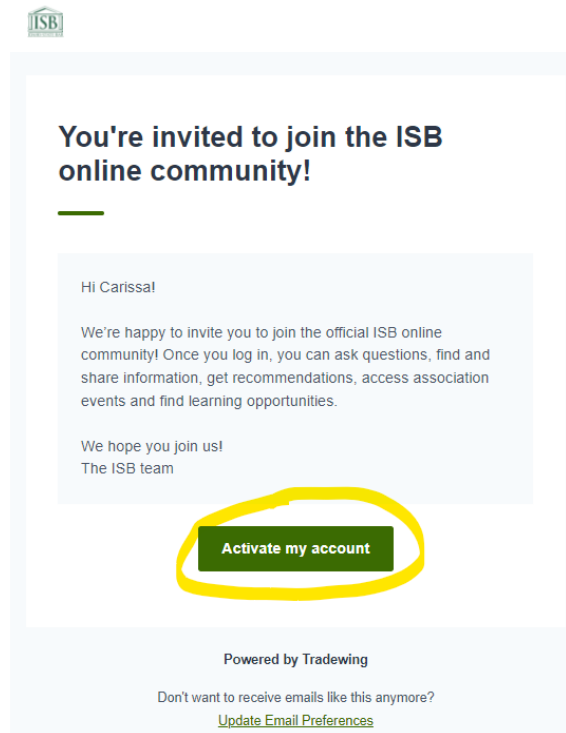 ISB
You're invited to join the ISB
online community!
Hi Carissa!
We're happy to invite you to join the official ISB online
community! Once you log in, you can ask questions, find and
share information, get recommendations, access association
events and find learning opportunities.
We hope you join us!
The ISB team
Activate my account
Powered by Tradewing
Don't want to receive emails like this anymore?
Update Email Preferences